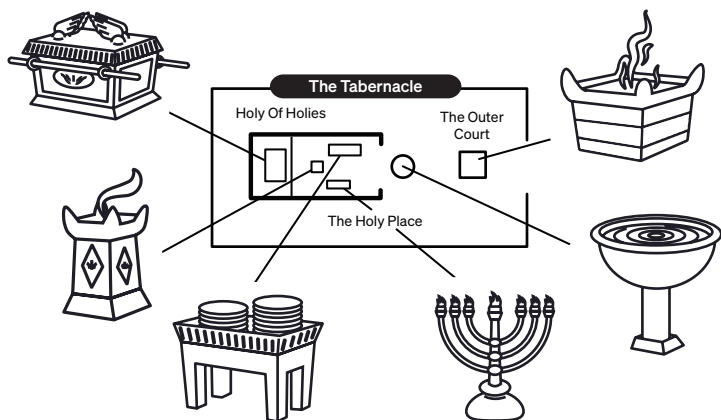 The Tabernacle
Holy Of Holies
The Outer
Court
The Holy Place